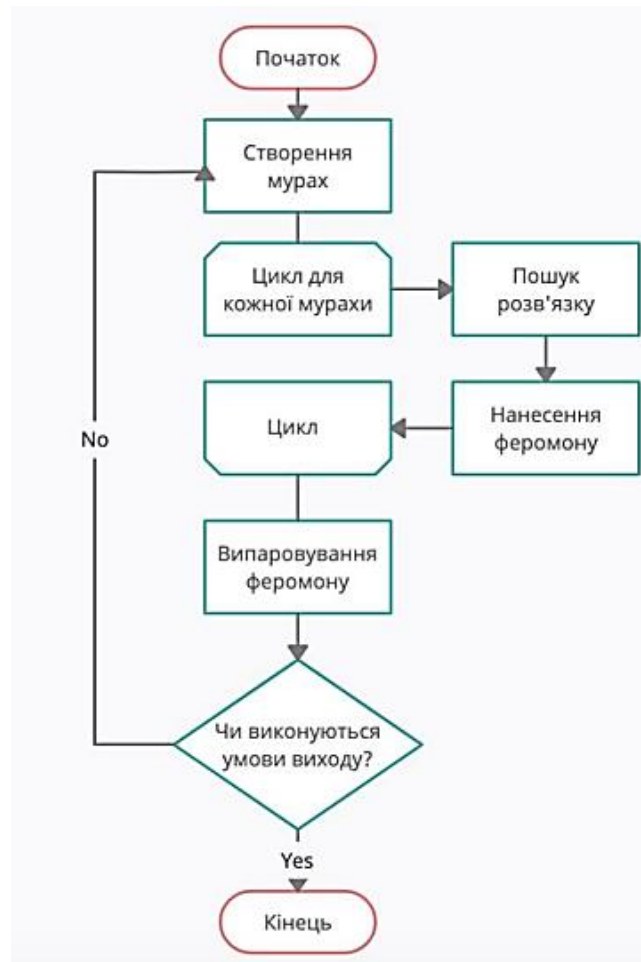 Початок
Створення
мурах
Цикл для
кожної мурахи
Пошук
розв'язку
Цикл
Нанесення
феромону
No
Випаровування
феромону
Чи виконуються
умови виходу?
Yes
Кінець